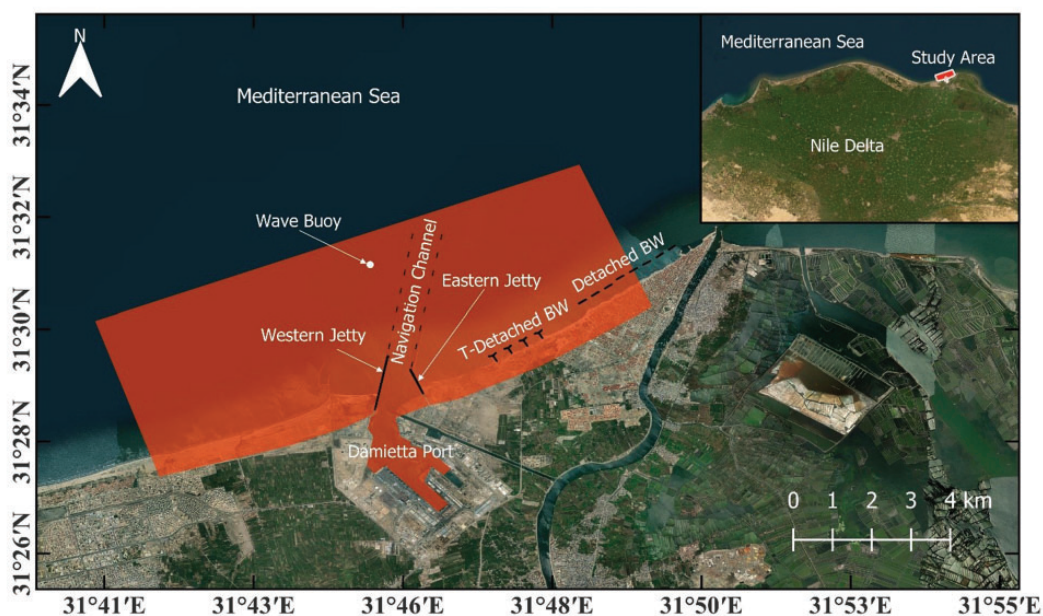 N
Mediterranean Sea
Mediterranean Sea
Study Area
Nile Delta
Wave Buoy
Navigation Channel
Eastern Jetty
Western Jetty
T-Detached BW
Detached BW
Damietta Port
0 1 2 3 4 km
31°34′N
31°32′N
31°30′N
31°28′N
31°26′N
31°41′E 31°43′E 31°46′E 31°48′E 31°50′E 31°53′E 31°55′E